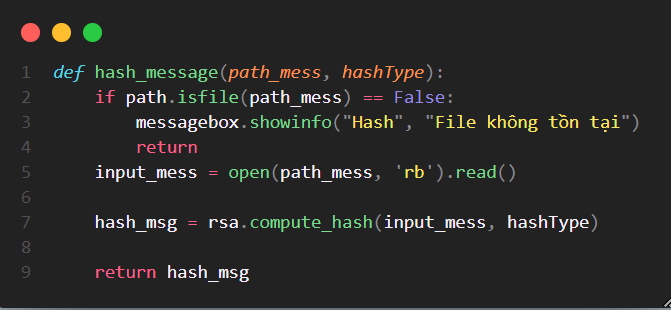 1 def hash_message(path_mess, hashType):
2     if path.isfile(path_mess) == False:
3         messagebox.showinfo("Hash", "File không tồn tại")
4         return
5     input_mess = open(path_mess, 'rb').read()
6
7     hash_msg = rsa.compute_hash(input_mess, hashType)
8
9     return hash_msg